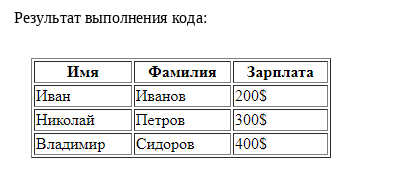 Результат выполнения кода:
Имя Фамилия Зарплата
Иван Иванов 200$
Николай Петров 300$
Владимир Сидоров 400$